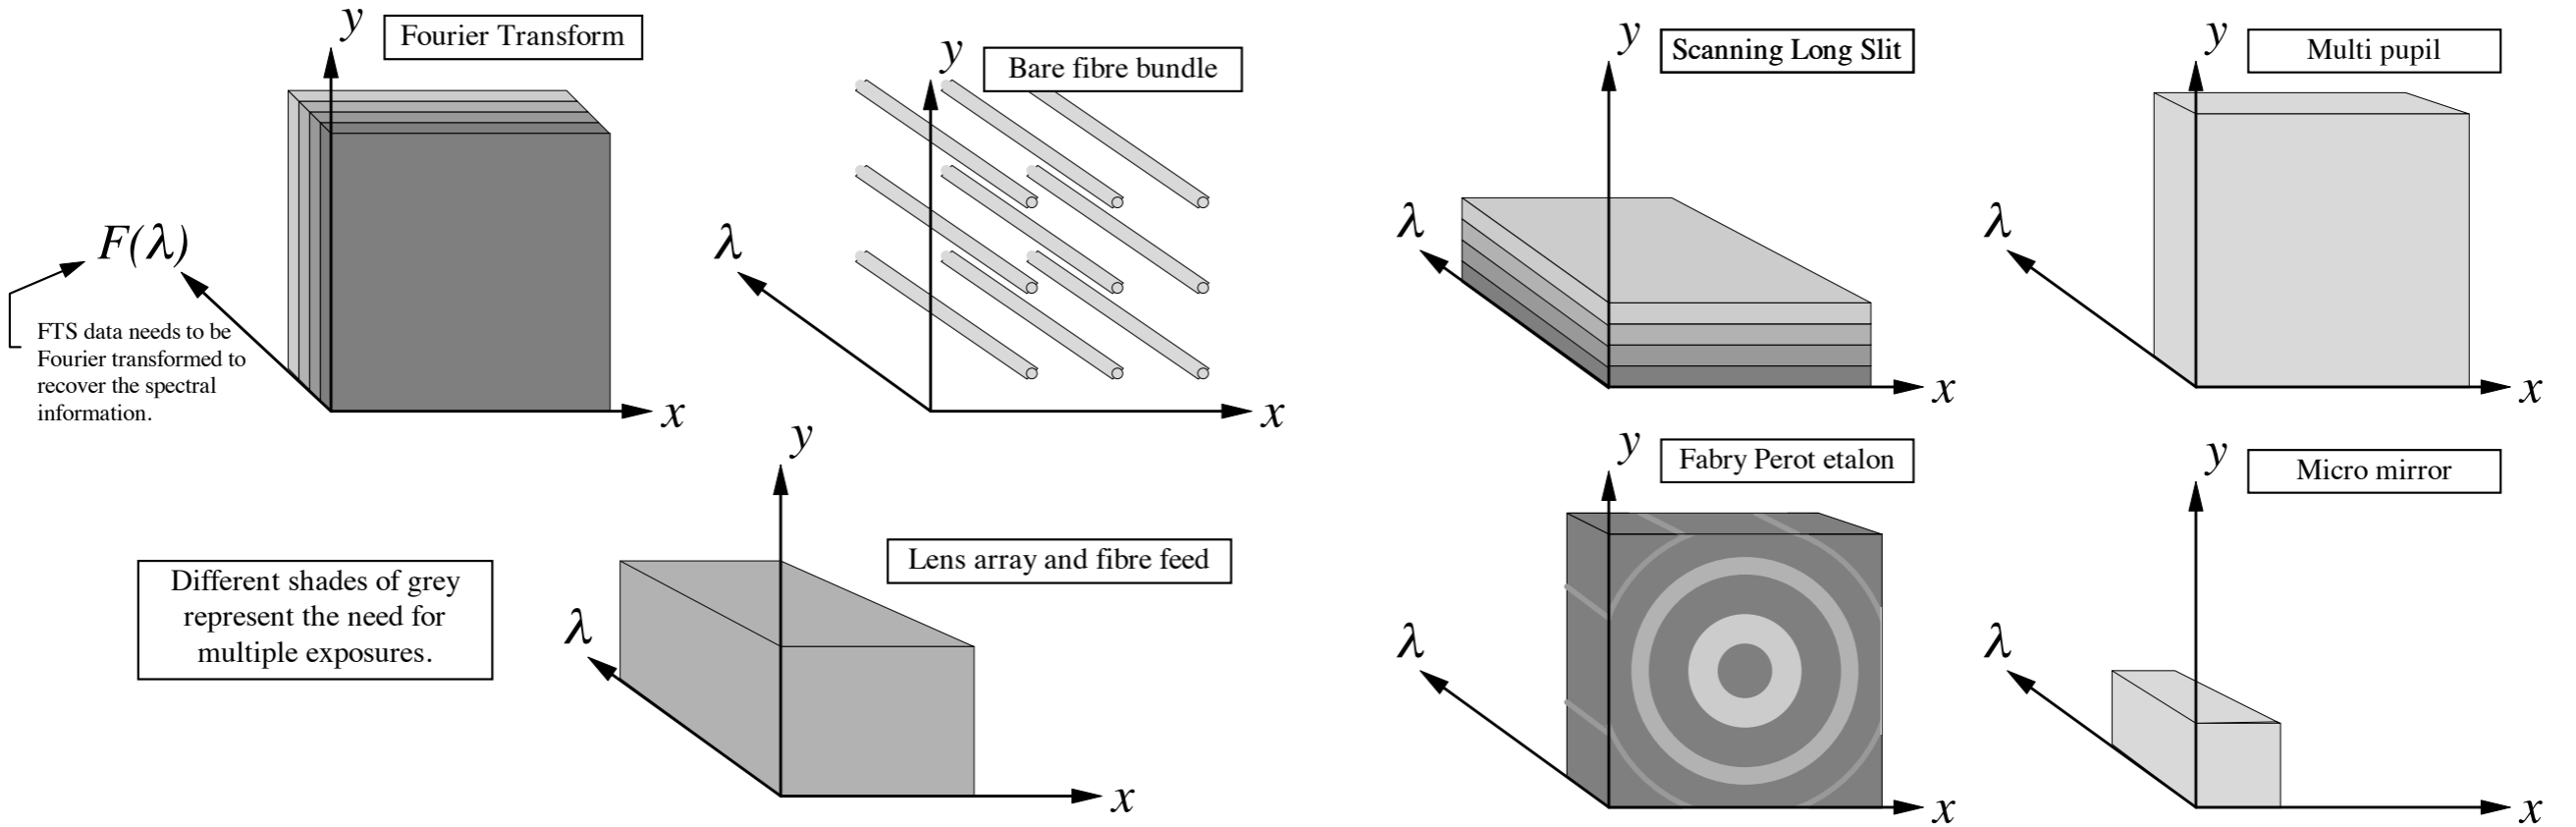 y
Fourier Transform
F(λ)
FTS data needs to be
Fourier transformed to
recover the spectral
information.
x
y
Bare fibre bundle
λ
x
y
Scanning Long Slit
λ
x
y
Multi pupil
λ
x
Different shades of grey
represent the need for
multiple exposures.
y
Lens array and fibre feed
λ
x
y
Fabry Perot etalon
λ
x
y
Micro mirror
λ
x